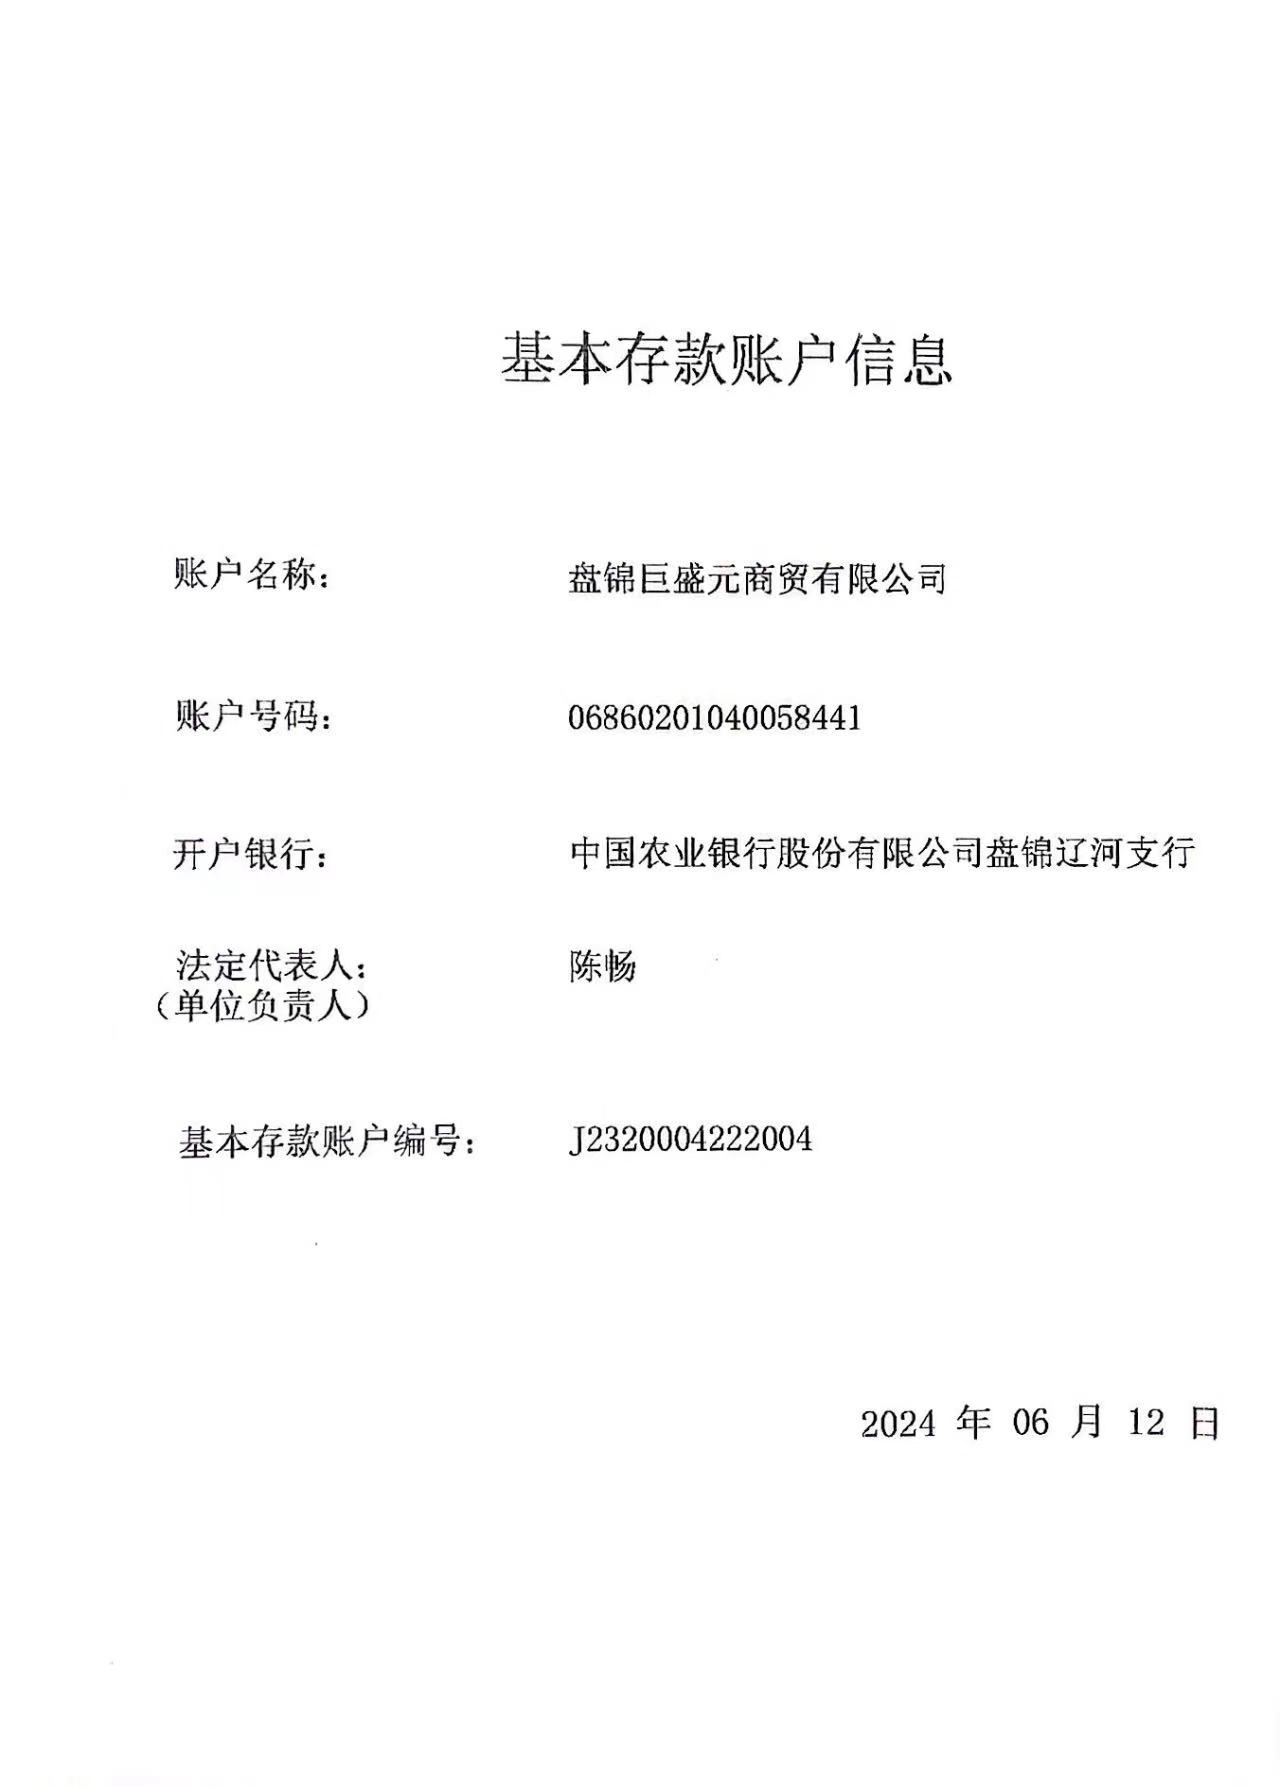 基本存款账户信息
账户名称： 盘锦巨盛元商贸有限公司
账户号码： 06860201040058441
开户银行： 中国农业银行股份有限公司盘锦辽河支行
法定代表人： 陈畅
（单位负责人）
基本存款账户编号： J2320004222004
2024 年 06 月 12 日